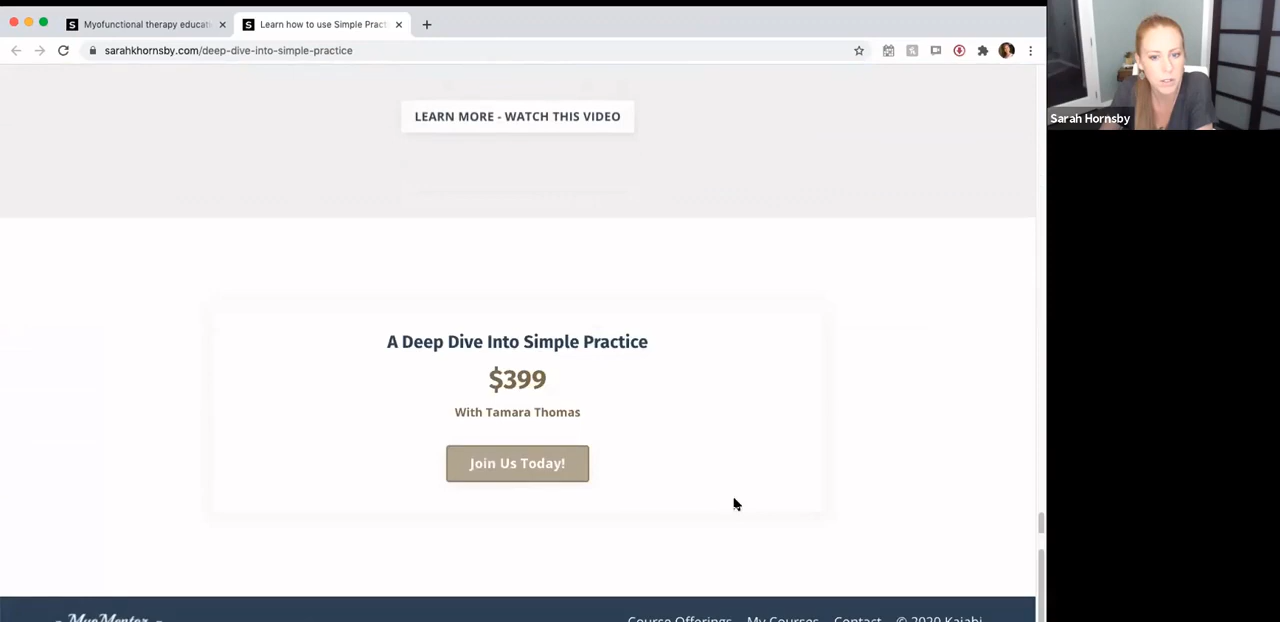 Myofunctional therapy educat
Learn how to use Simple Pract
sarahkhornsby.com/deep-dive-into-simple-practice
Sarah Hornsby
LEARN MORE - WATCH THIS VIDEO
A Deep Dive Into Simple Practice
$399
With Tamara Thomas
Join Us Today!
MyoMentor
Course Offerings My Courses Contact © 2020 Kajabi